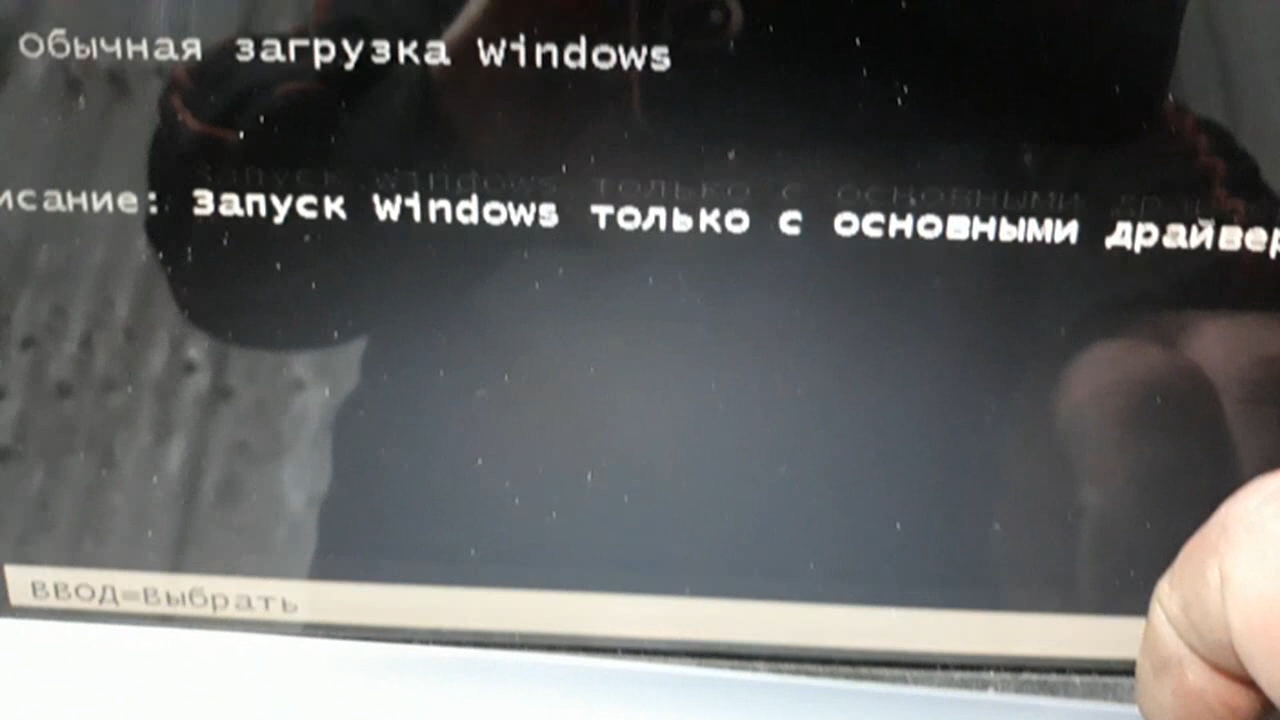 Обычная загрузка Windows
исание: Запуск Windows только с основными драйвер
ВВОД=Выбрать